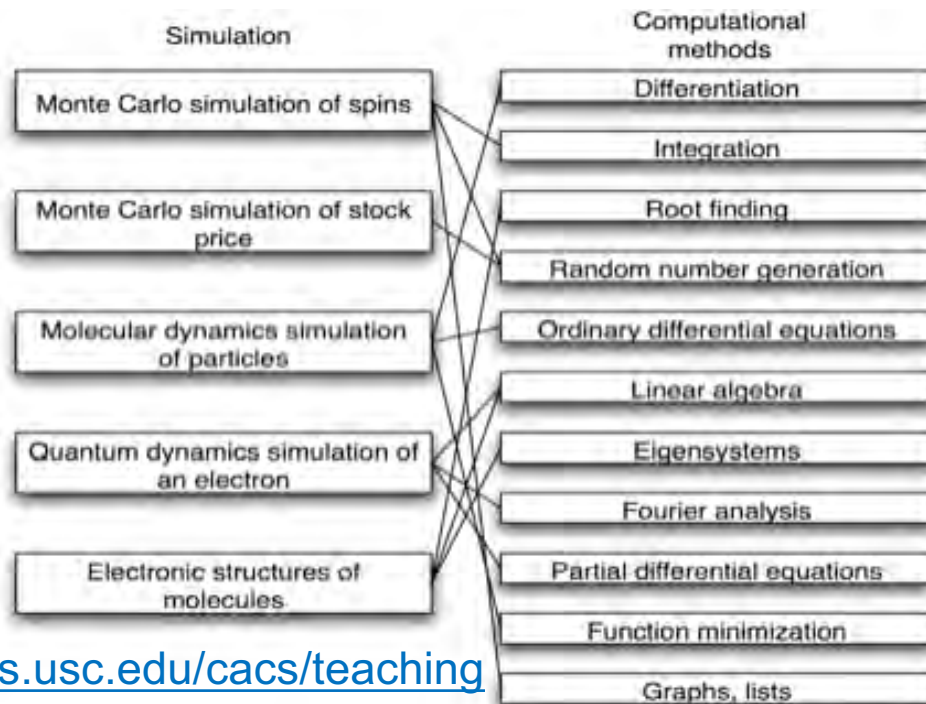 Simulation
Monte Carlo simulation of spins
Monte Carlo simulation of stock
price
Molecular dynamics simulation
of particles
Quantum dynamics simulation of
an electron
Electronic structures of
molecules
Computational
methods
Differentiation
Integration
Root finding
Random number generation
Ordinary differential equations
Linear algebra
Eigensystems
Fourier analysis
Partial differential equations
Function minimization
Graphs, lists
s.usc.edu/cacs/teaching